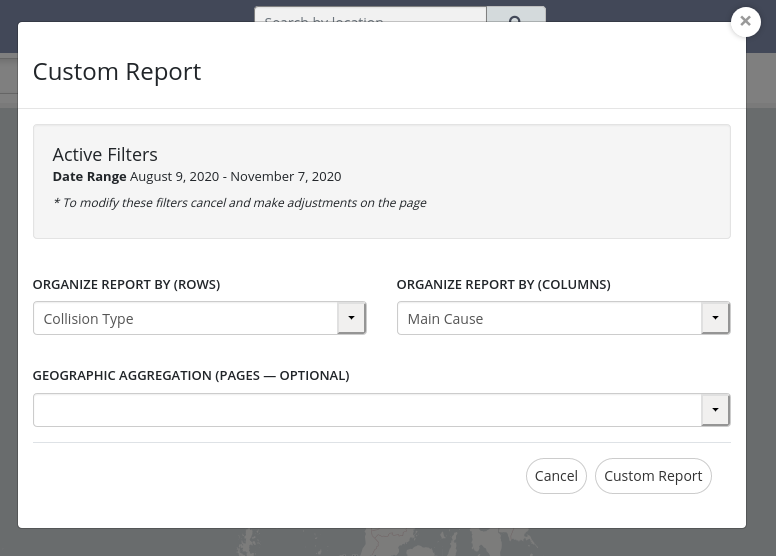 Search by location
Custom Report
Active Filters
Date Range August 9, 2020 - November 7, 2020
* To modify these filters cancel and make adjustments on the page
ORGANIZE REPORT BY (ROWS)
ORGANIZE REPORT BY (COLUMNS)
Collision Type
Main Cause
GEOGRAPHIC AGGREGATION (PAGES — OPTIONAL)
Cancel
Custom Report